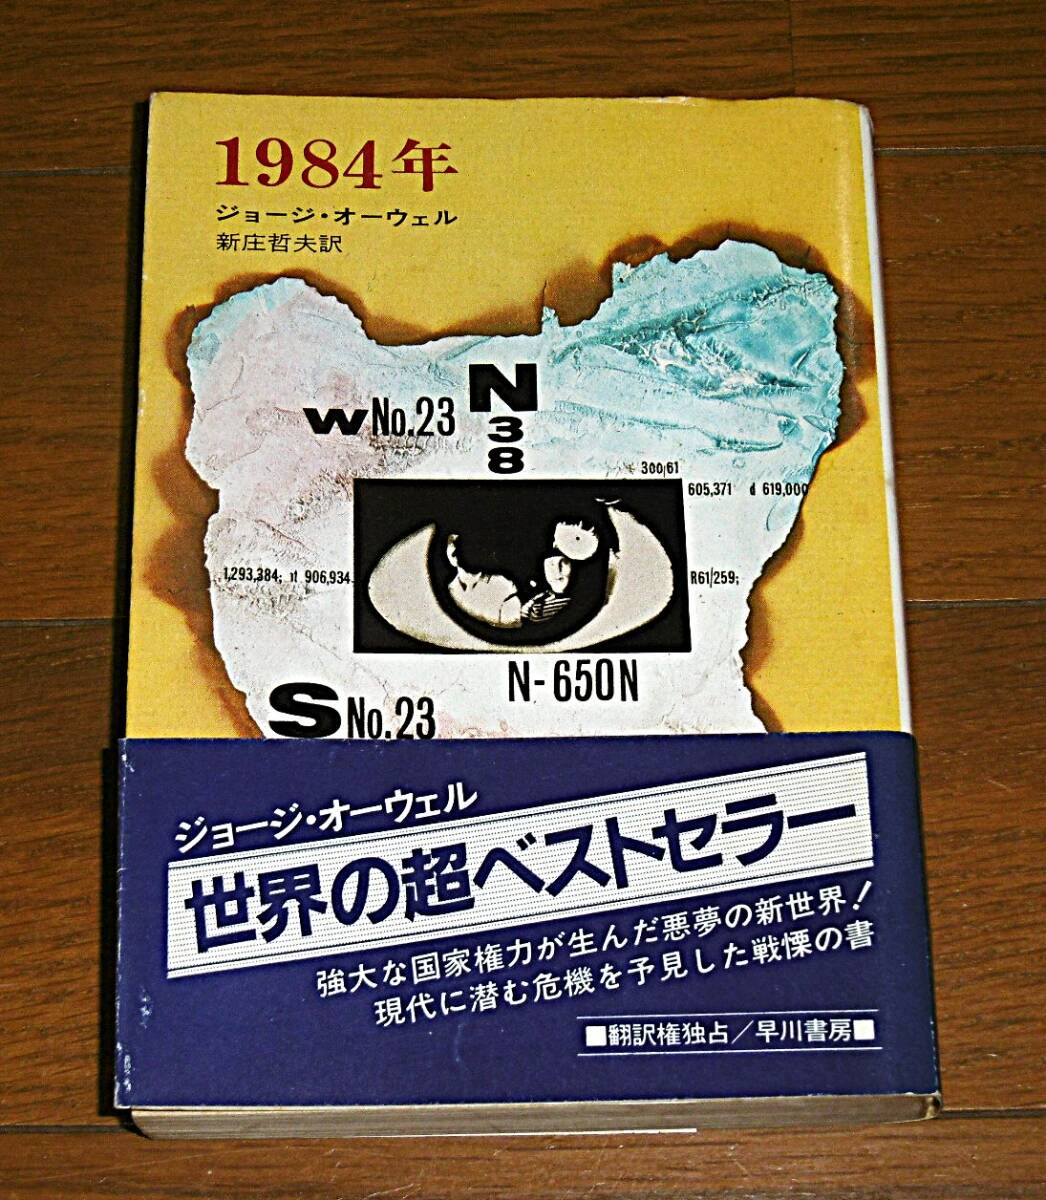 1984年
ジョージ・オーウェル
新庄哲夫訳
N
W No.23
38
300/61
605,371 d 619,000
1,293,384; 906,934
R61/259;
N-650N
S No.23
ジョージ・オーウェル
世界の超ベストセラー
強大な国家権力が生んだ悪夢の新世界!
現代に潜む危機を予見した戦慄の書
■翻訳権独占/早川書房■